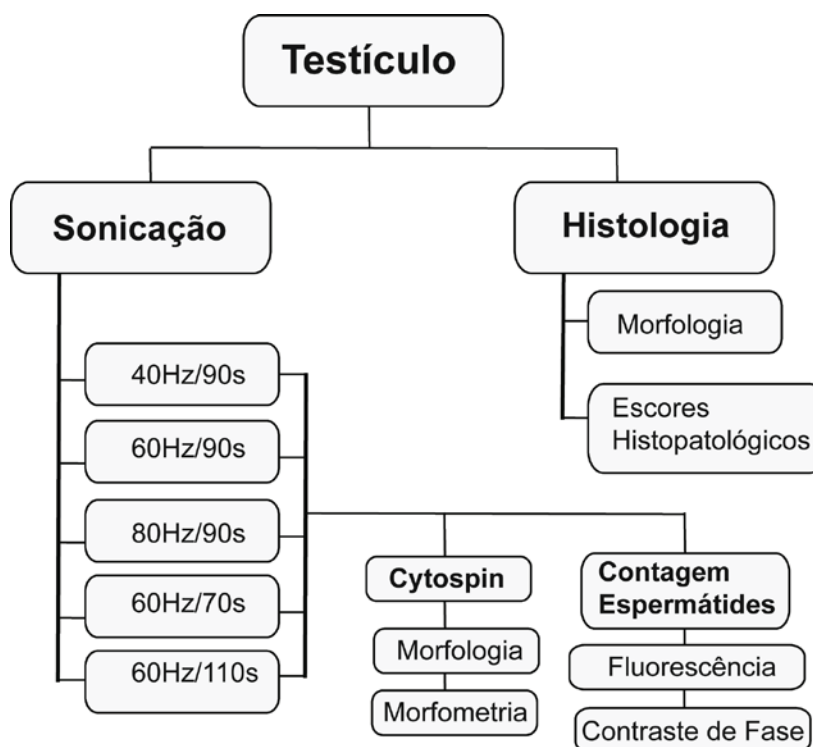 Testículo
Sonicação
Histologia
Morfologia
Escores
Histopatológicos
40Hz/90s
60Hz/90s
80Hz/90s
60Hz/70s
60Hz/110s
Cytospin
Morfologia
Morfometria
Contagem
Espermátides
Fluorescência
Contraste de Fase